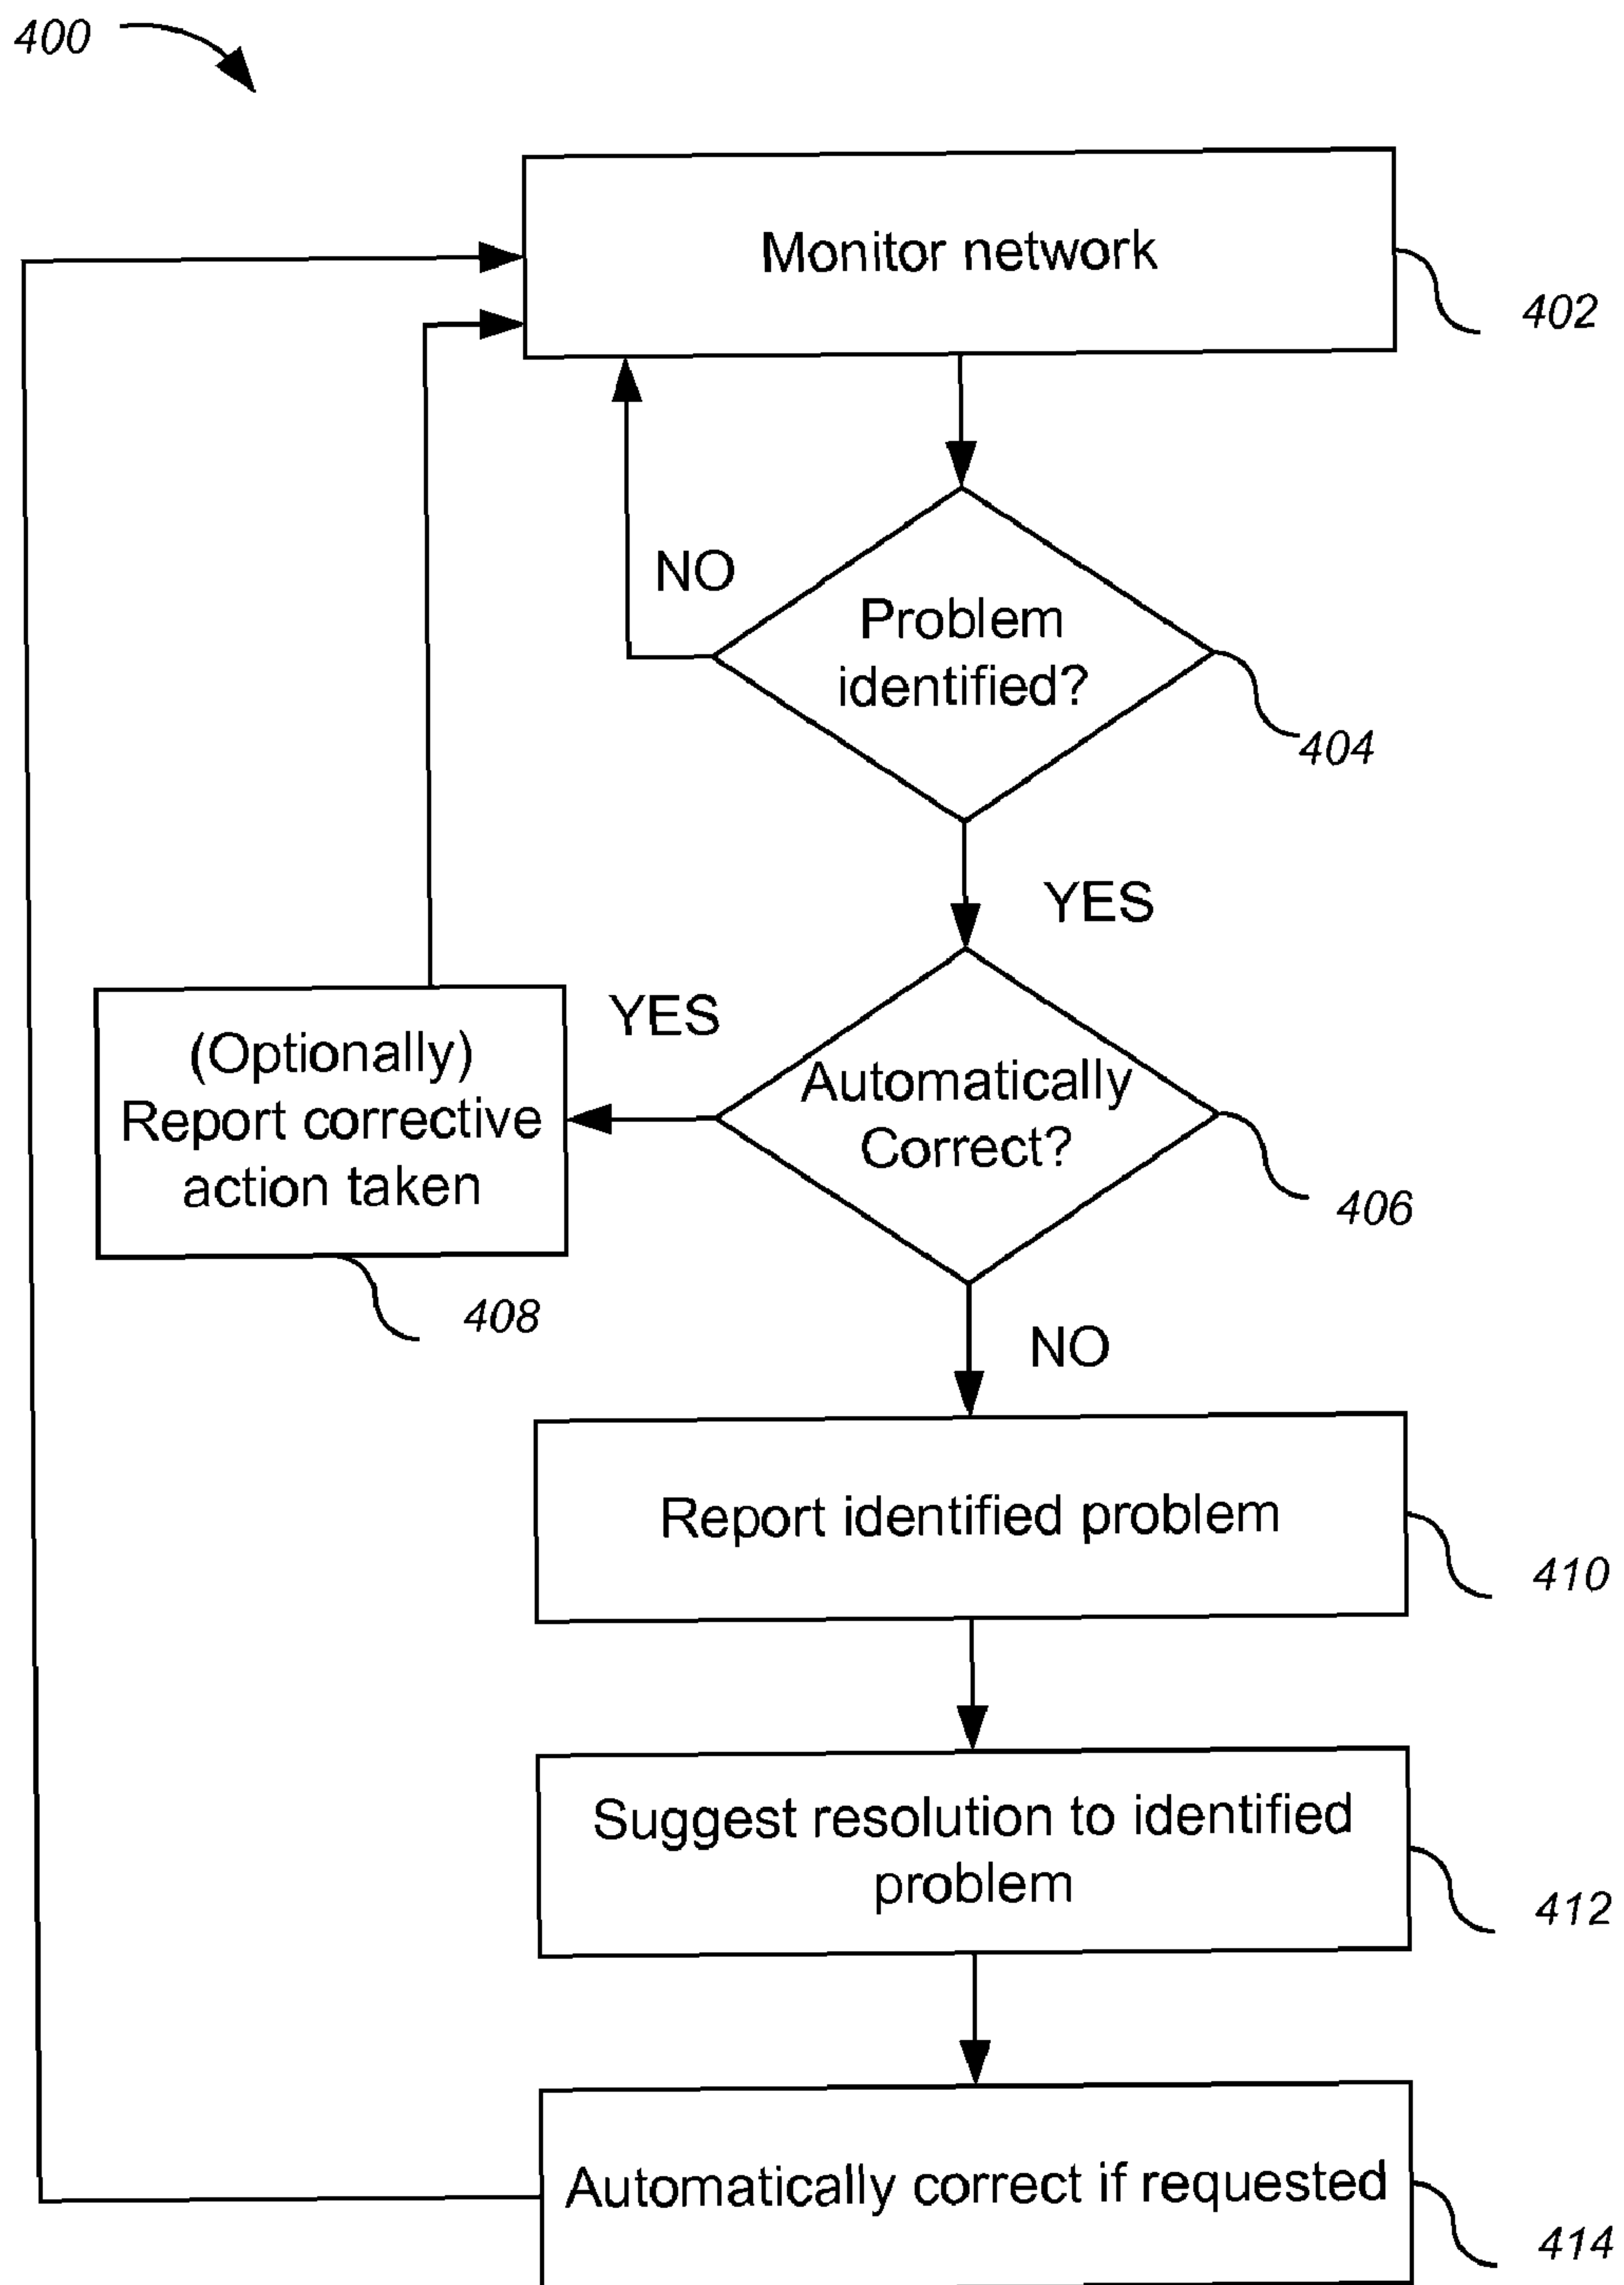 400
Monitor network
402
NO
Problem
identified?
404
YES
YES
(Optionally)
Report corrective
action taken
Automatically
Correct?
406
408
NO
Report identified problem
410
Suggest resolution to identified
problem
412
Automatically correct if requested
414